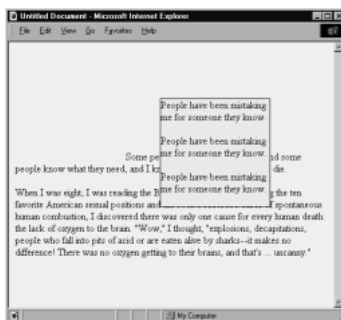 Untitled Document - Microsoft Internet Explorer
File Edit View Go Favorites Help
People have been mistaking
me for someone they know.
People have been mistaking
me for someone they know.
People have been mistaking
me for someone they know.
Some pe nd some
people know what they need, and I kn die.
When I was eight, I was reading the B g the ten
favorite American sexual positions and spontaneous
human combustion, I discovered there was only one cause for every human death
the lack of oxygen to the brain. "Wow," I thought, "explosions, decapitations,
people who fall into pits of acid or are eaten alive by sharks--it makes no
difference! There was no oxygen getting to their brains, and that's ... uncanny."
My Computer